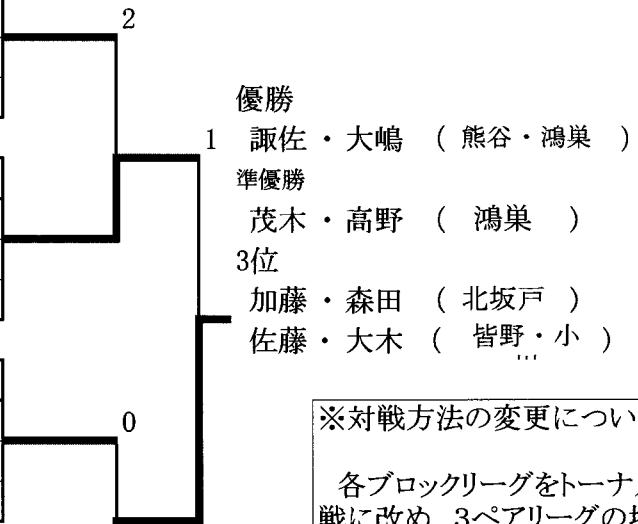 2
優勝
1 諏佐・大嶋 ( 熊谷・鴻巣 )
準優勝
茂木・高野 ( 鴻巣 )
3位
加藤・森田 ( 北坂戸 )
佐藤・大木 ( 皆野・小 )
0
※対戦方法の変更につい
各ブロックリーグをトーナ
戦に改め、3ペアリーグの